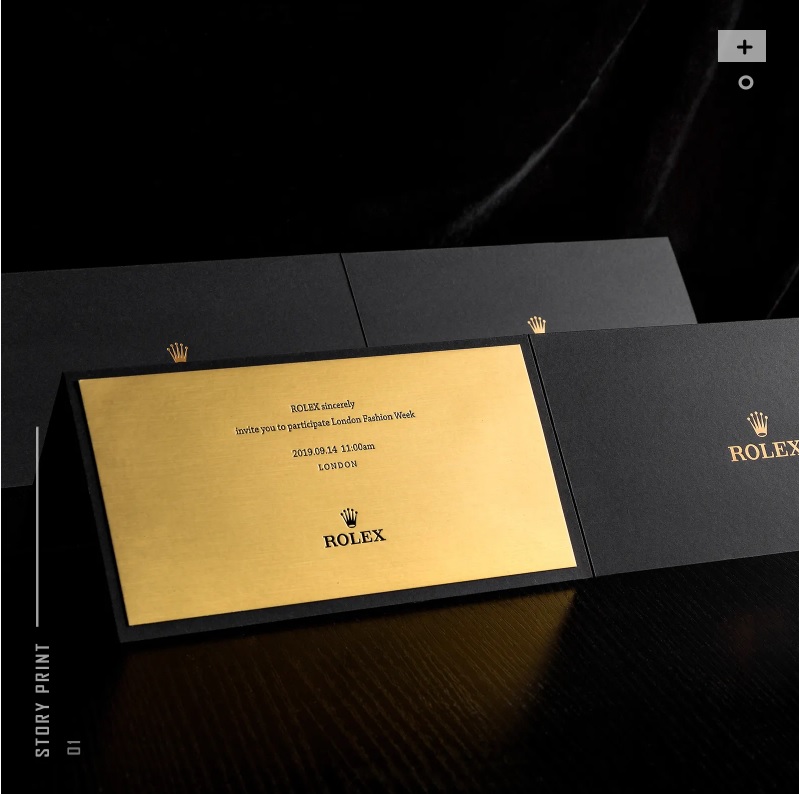 ROLEX sincerely
invite you to participate London Fashion Week
2019.09.14 11:00am
LONDON
ROLEX
ROLEX
STORY PRINT
01